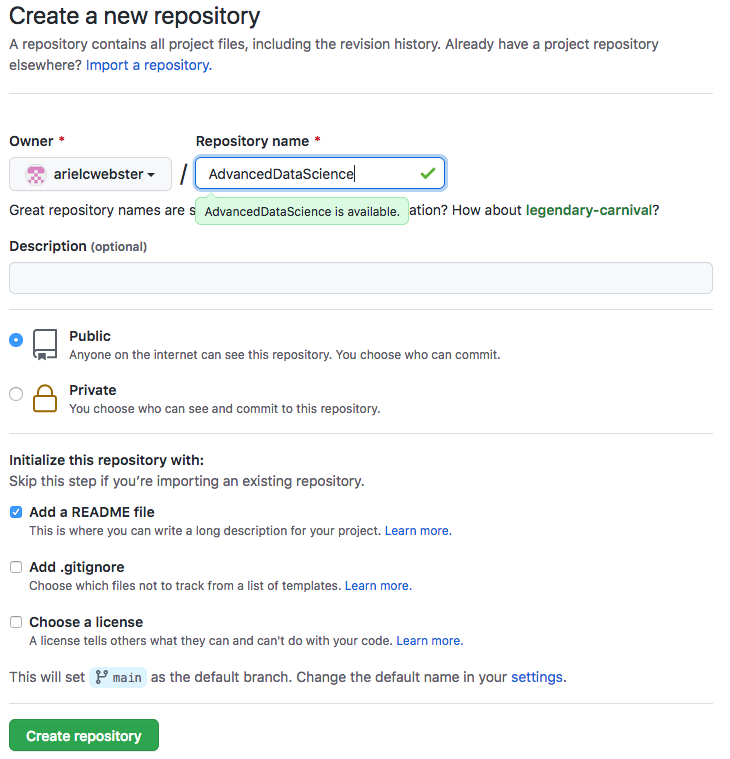 Create a new repository
A repository contains all project files, including the revision history. Already have a project repository
elsewhere? Import a repository.
Owner * Repository name *
arielcwebster / AdvancedDataScience
Great repository names are s AdvancedDataScience is available. ation? How about legendary-carnival?
Description (optional)
Public
Anyone on the internet can see this repository. You choose who can commit.
Private
You choose who can see and commit to this repository.
Initialize this repository with:
Skip this step if you’re importing an existing repository.
Add a README file
This is where you can write a long description for your project. Learn more.
Add .gitignore
Choose which files not to track from a list of templates. Learn more.
Choose a license
A license tells others what they can and can't do with your code. Learn more.
This will set main as the default branch. Change the default name in your settings.
Create repository